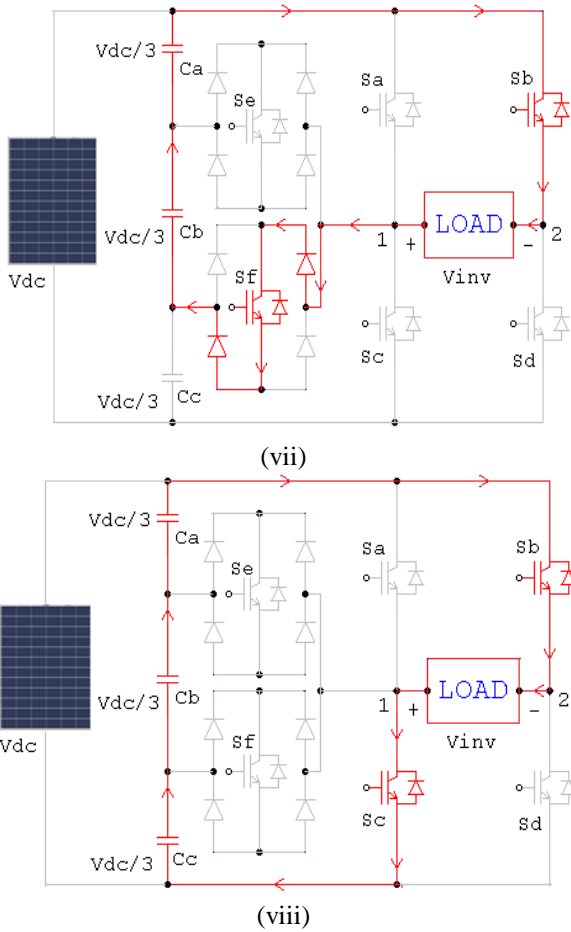 Vdc/3
Ca
Se
Sa
Sb
Vdc/3
Cb
LOAD
1
+
-
2
Vdc
Sf
Vinv
Vdc/3
Cc
Sc
Sd
(vii)
Vdc/3
Ca
Se
Sa
Sb
Vdc/3
Cb
LOAD
1
+
-
2
Vdc
Sf
Vinv
Vdc/3
Cc
Sc
Sd
(viii)